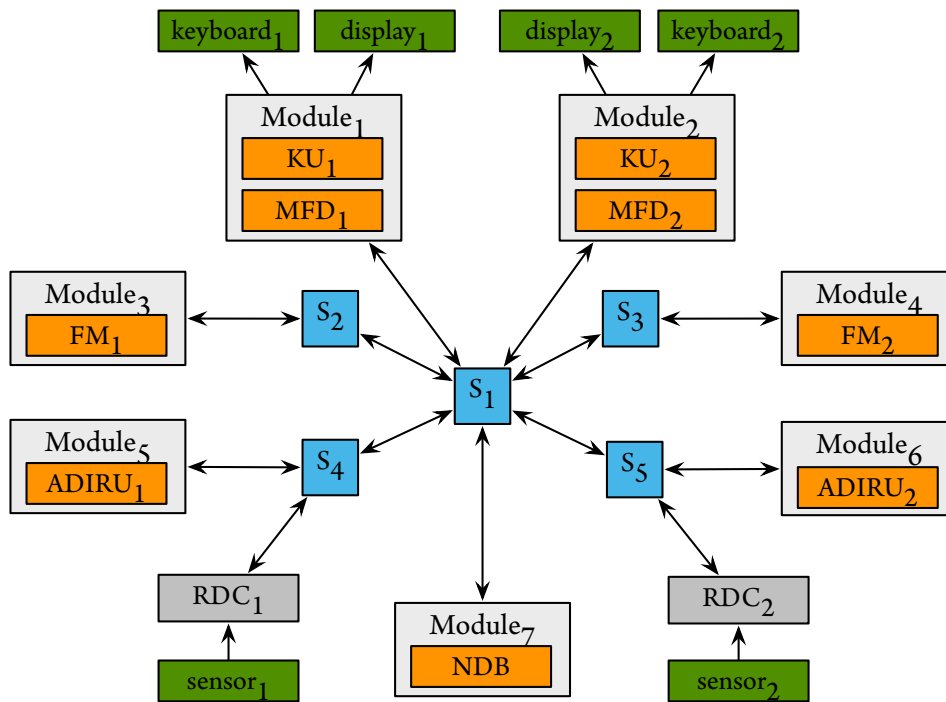 keyboard₁
display₁
display₂
keyboard₂
Module₁
KU₁
MFD₁
Module₂
KU₂
MFD₂
Module₃
FM₁
S₂
S₃
Module₄
FM₂
S₁
Module₅
ADIRU₁
S₄
S₅
Module₆
ADIRU₂
RDC₁
RDC₂
Module₇
NDB
sensor₁
sensor₂